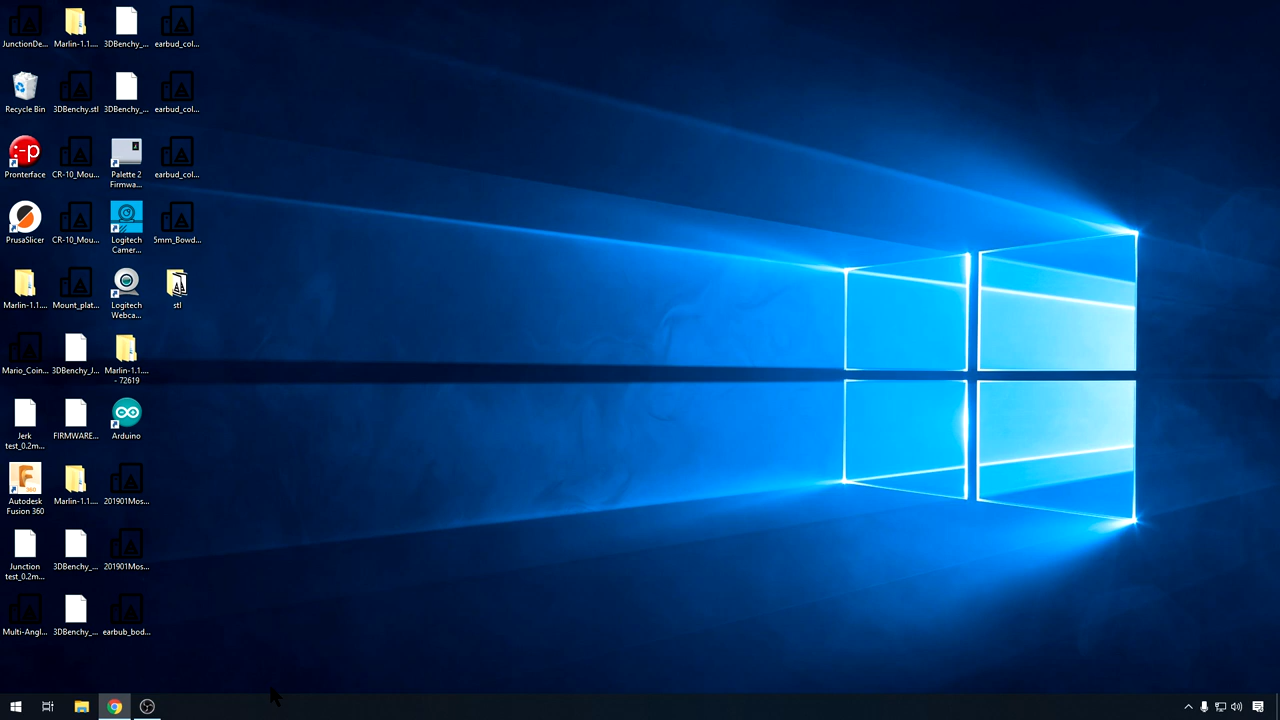 JunctionDe...
Marlin-1.1....
3DBenchy_...
earbud_col...
Recycle Bin
3DBenchy.stl
3DBenchy_...
earbud_col...
:-p
Pronterface
CR-10_Mou...
Palette 2
Firmwa...
earbud_col...
PrusaSlicer
CR-10_Mou...
Logitech
Camer...
5mm_Bowd...
Marlin-1.1....
Mount_plat...
Logitech
Webca...
stl
Mario_Coin...
3DBenchy_J...
Marlin-1.1....
- 72619
Jerk
test_0.2m...
FIRMWARE...
Arduino
F
360
Autodesk
Fusion 360
Marlin-1.1....
201901Mos...
Junction
test_0.2m...
3DBenchy_...
201901Mos...
Multi-Angl...
3DBenchy_...
earbub_bod...